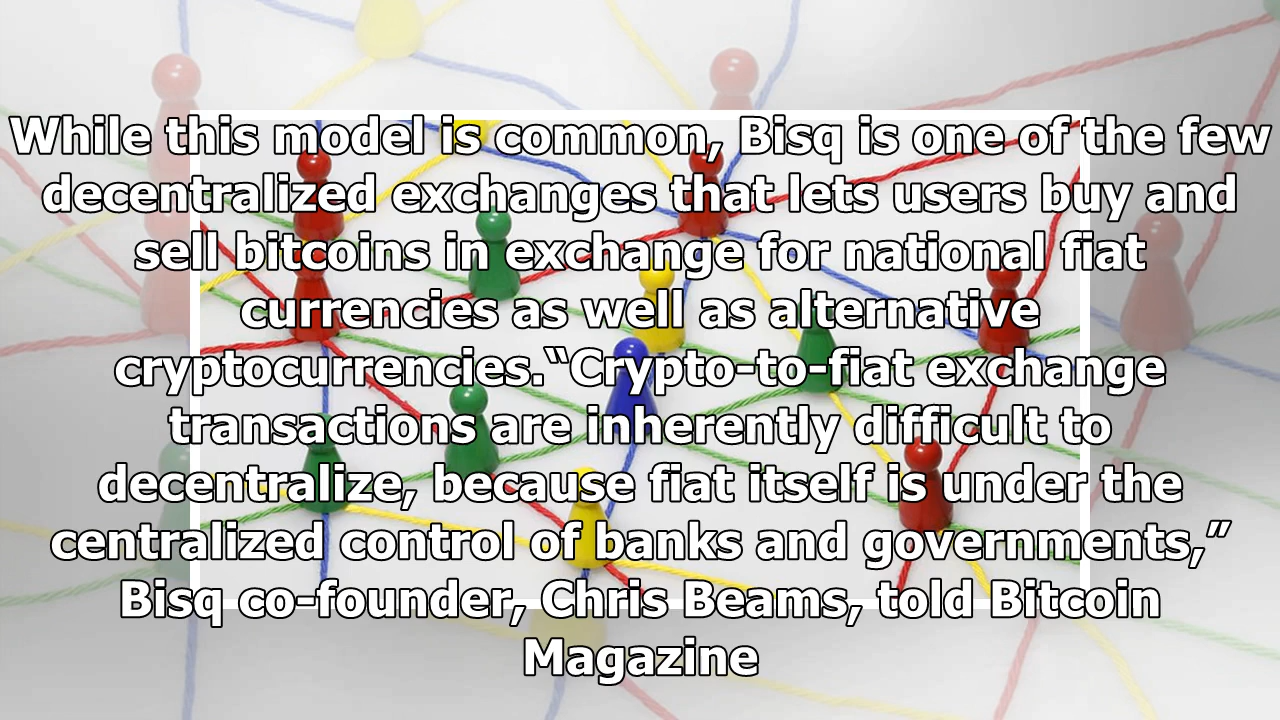 While this model is common, Bisq is one of the few
decentralized exchanges that lets users buy and
sell bitcoins in exchange for national fiat
currencies as well as alternative
cryptocurrencies.“Crypto-to-fiat exchange
transactions are inherently difficult to
decentralize, because fiat itself is under the
centralized control of banks and governments,”
Bisq co-founder, Chris Beams, told Bitcoin
Magazine